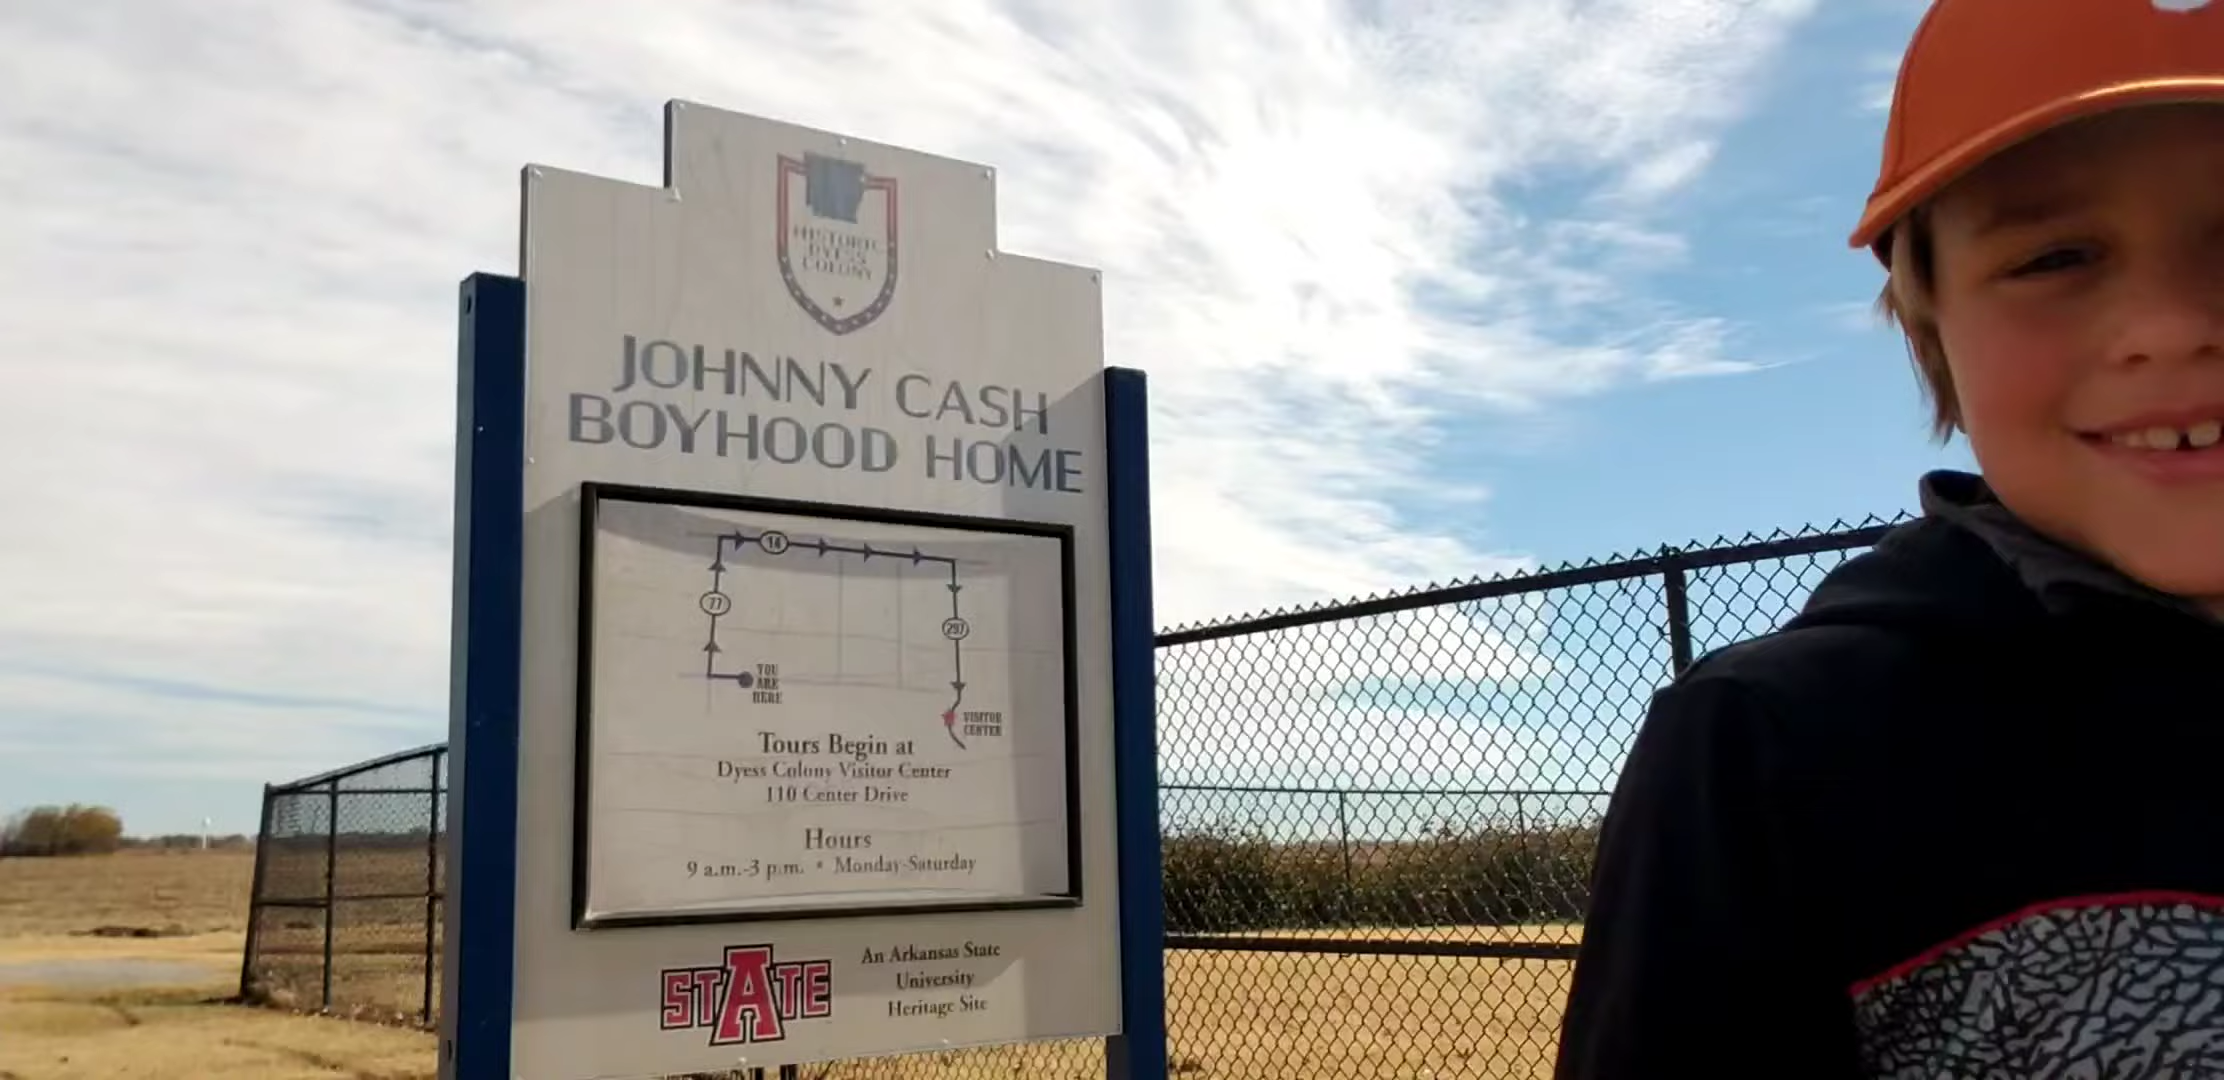 HISTORIC
DYESS
COLONY
JOHNNY CASH
BOYHOOD HOME
14
77
297
YOU
ARE
HERE
VISITOR
CENTER
Tours Begin at
Dyess Colony Visitor Center
110 Center Drive
Hours
9 a.m.-3 p.m. * Monday-Saturday
STATE
An Arkansas State
University
Heritage Site